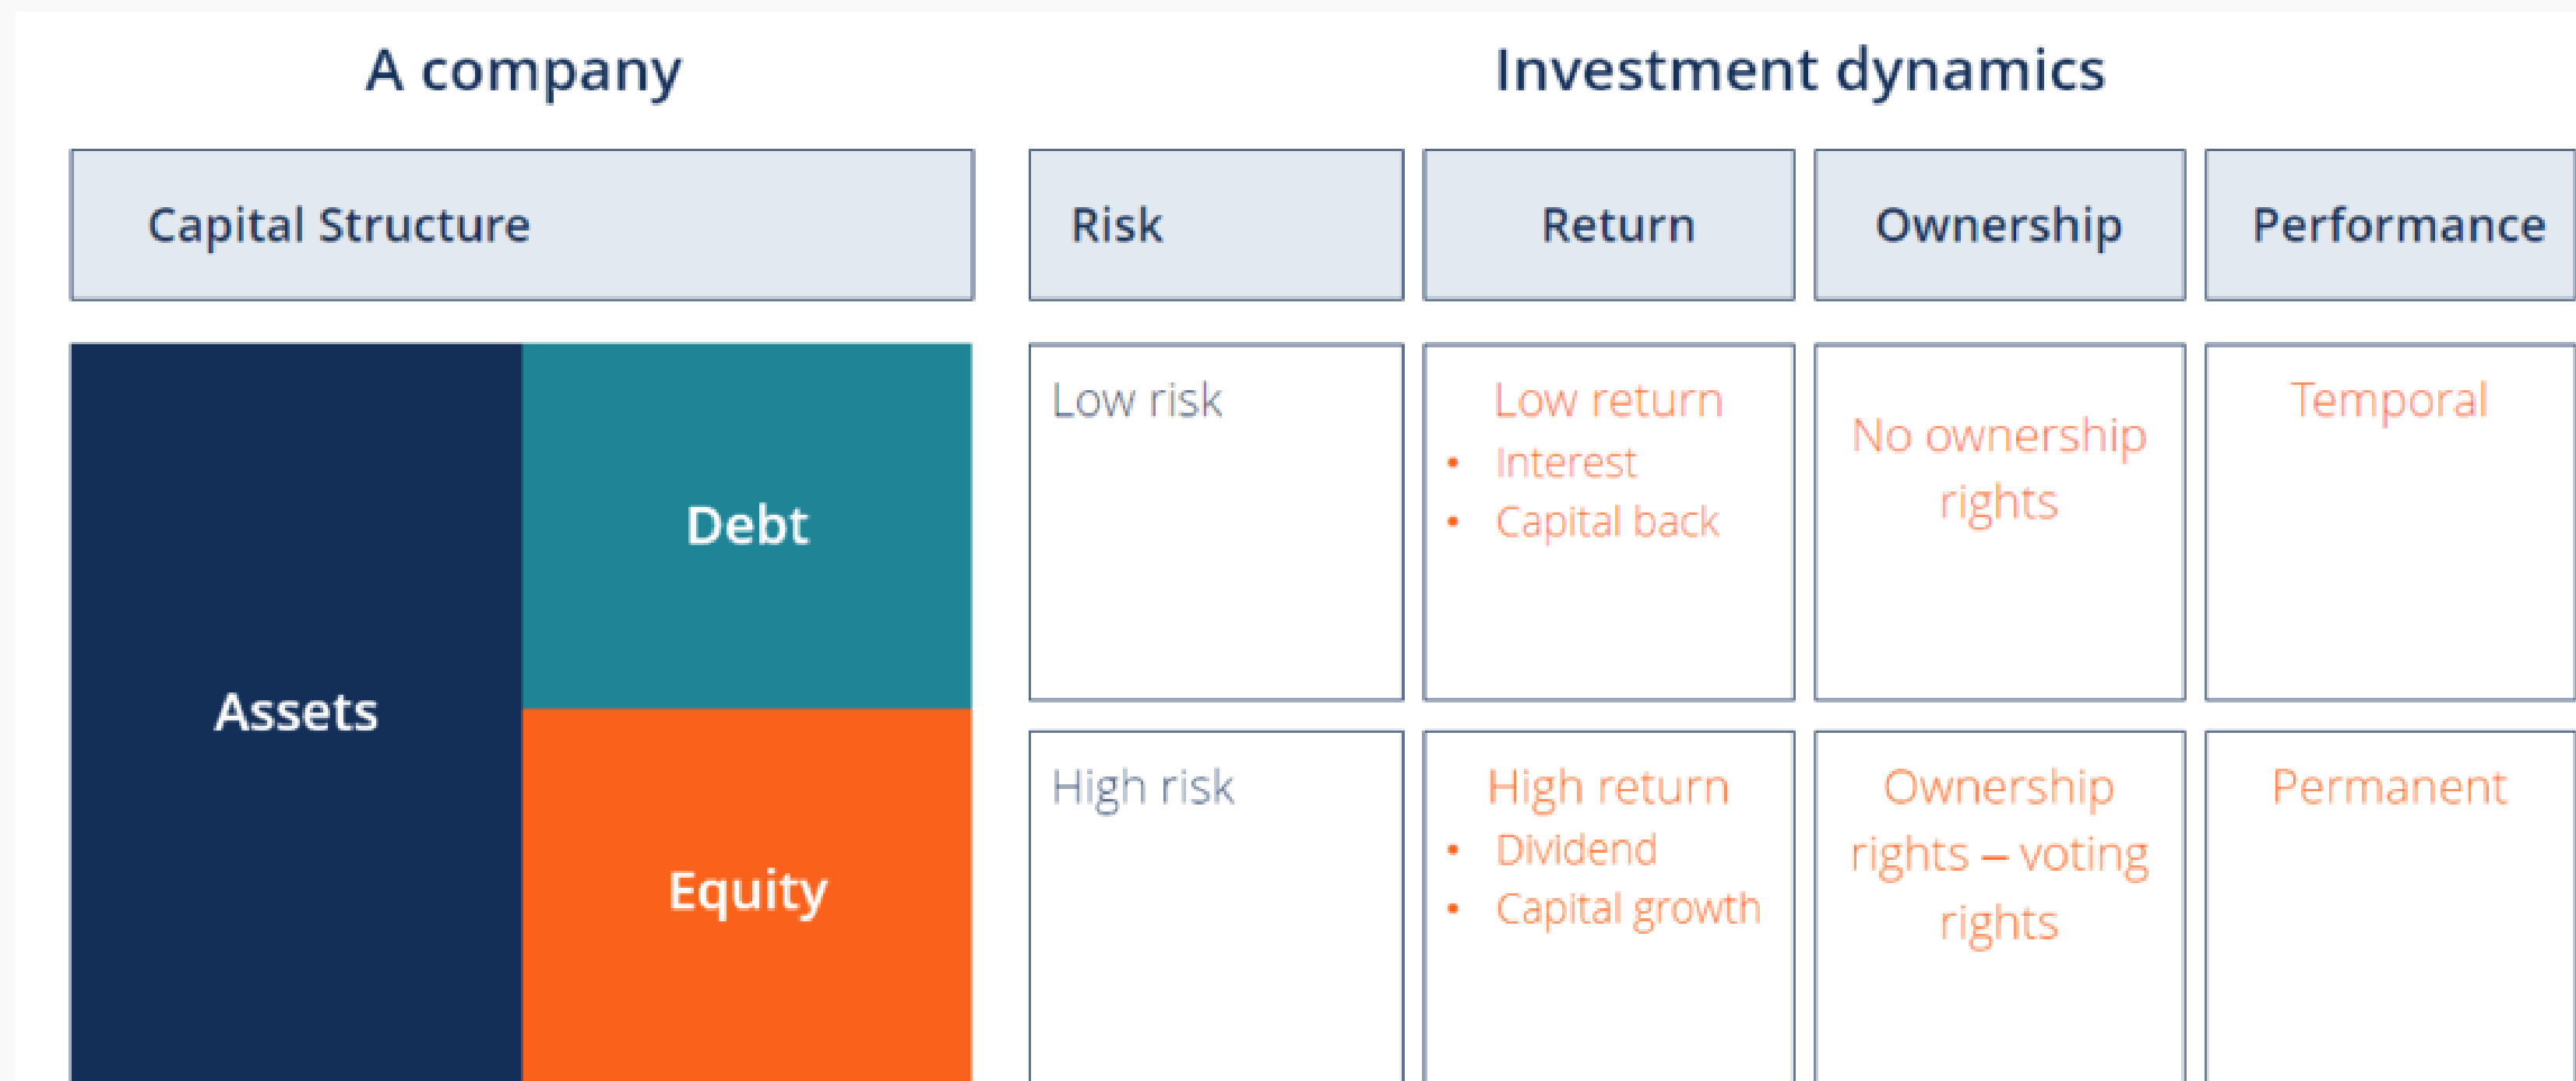 A company
Investment dynamics
Capital Structure
Risk
Return
Ownership
Performance
Assets
Debt
Low risk
Low return
• Interest
• Capital back
No ownership
rights
Temporal
Equity
High risk
High return
• Dividend
• Capital growth
Ownership
rights – voting
rights
Permanent